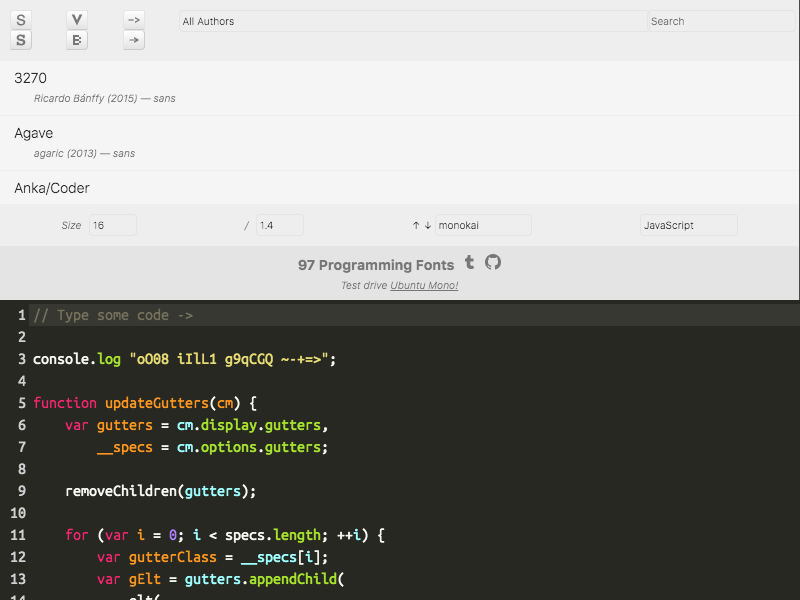 S V -> All Authors Search
S B →
3270
Ricardo Bánffy (2015) — sans
Agave
agaric (2013) — sans
Anka/Coder
Size 16 / 1.4 ↑ ↓ monokai JavaScript
97 Programming Fonts
Test drive Ubuntu Mono!
1 // Type some code ->
2
3 console.log "oO08 iIlL1 g9qCGQ ~-+=>";
4
5 function updateGutters(cm) {
6 var gutters = cm.display.gutters,
7 __specs = cm.options.gutters;
8
9 removeChildren(gutters);
10
11 for (var i = 0; i < specs.length; ++i) {
12 var gutterClass = __specs[i];
13 var gElt = gutters.appendChild(
14 elt(